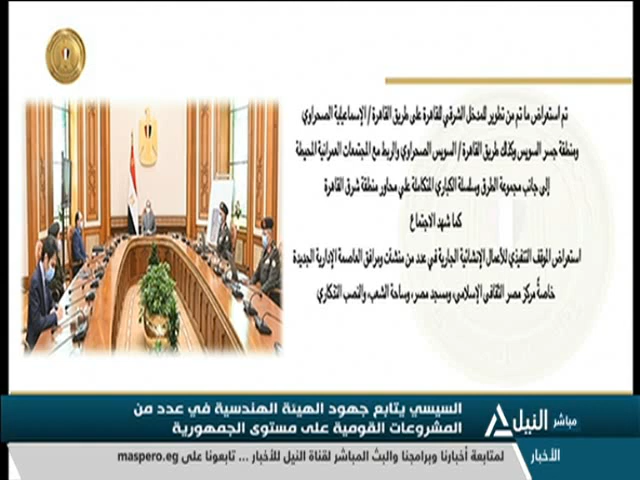 تم استعراض ما تم من تطوير للمدخل الشرقي للقاهرة على طريق القاهرة / الإسماعيلية الصحراوي
ومنطقة جسر السويس وكذلك طريق القاهرة / السويس الصحراوي والربط مع المجتمعات العمرانية المحيطة
إلى جانب مجموعة الطرق وسلسلة الكباري المتكاملة على محاور منطقة شرق القاهرة
كما شهد الاجتماع
استعراض الموقف التنفيذي للأعمال الإنشائية الجارية في عدد من منشآت ومرافق العاصمة الإدارية الجديدة
خاصةً مركز مصر الثقافي الإسلامي، ومسجد مصر، وساحة الشعب، والنصب التذكاري
السيسي يتابع جهود الهيئة الهندسية في عدد من
المشروعات القومية على مستوى الجمهورية
النيل مباشر
الأخبار
لمتابعة أخبارنا وبرامجنا والبث المباشر لقناة النيل للأخبار ... تابعونا على maspero.eg